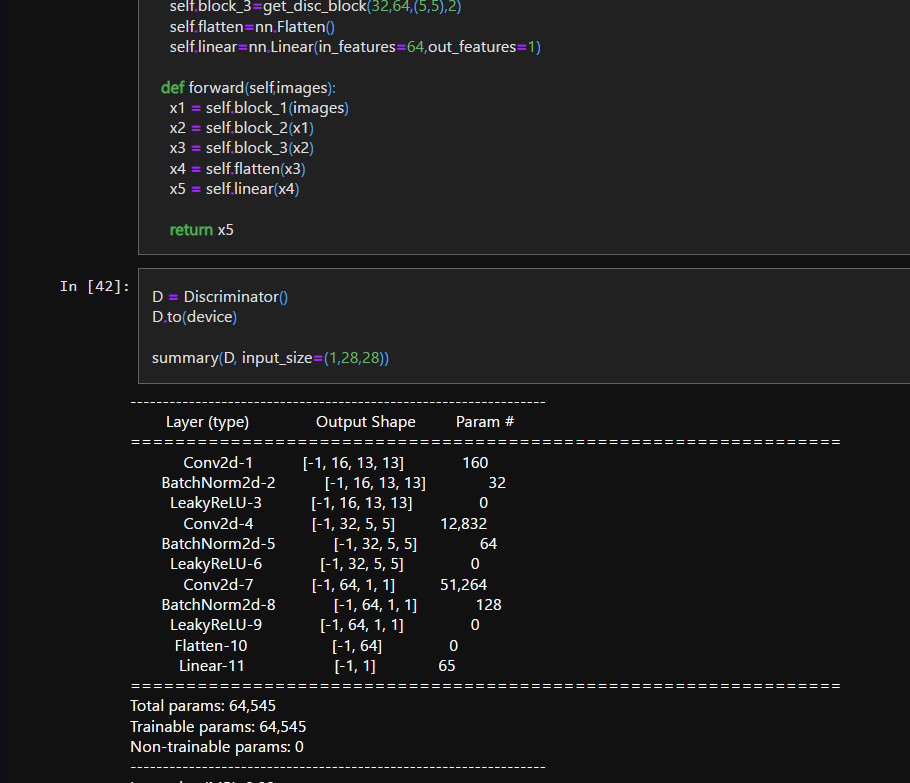 self.block_3=get_disc_block(32,64,(5,5),2)
self.flatten=nn.Flatten()
self.linear=nn.Linear(in_features=64,out_features=1)
def forward(self,images):
x1 = self.block_1(images)
x2 = self.block_2(x1)
x3 = self.block_3(x2)
x4 = self.flatten(x3)
x5 = self.linear(x4)
return x5
In [42]:
D = Discriminator()
D.to(device)
summary(D, input_size=(1,28,28))
----------------------------------------------------------------
Layer (type) Output Shape Param #
================================================================
Conv2d-1 [-1, 16, 13, 13] 160
BatchNorm2d-2 [-1, 16, 13, 13] 32
LeakyReLU-3 [-1, 16, 13, 13] 0
Conv2d-4 [-1, 32, 5, 5] 12,832
BatchNorm2d-5 [-1, 32, 5, 5] 64
LeakyReLU-6 [-1, 32, 5, 5] 0
Conv2d-7 [-1, 64, 1, 1] 51,264
BatchNorm2d-8 [-1, 64, 1, 1] 128
LeakyReLU-9 [-1, 64, 1, 1] 0
Flatten-10 [-1, 64] 0
Linear-11 [-1, 1] 65
================================================================
Total params: 64,545
Trainable params: 64,545
Non-trainable params: 0
----------------------------------------------------------------